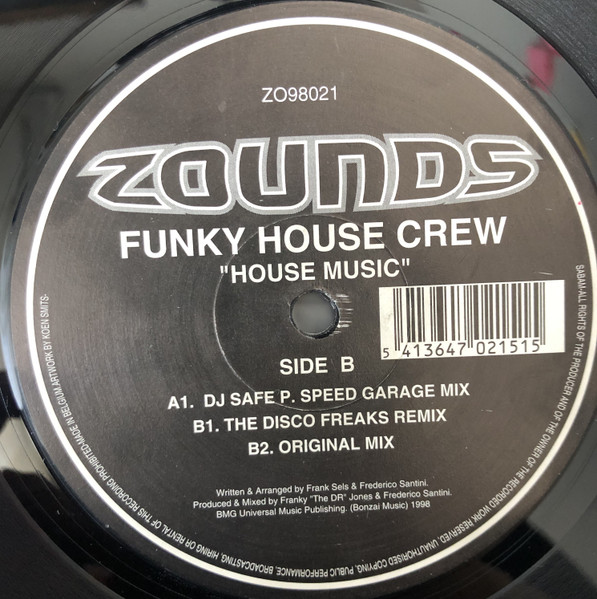 ZO98021
ZOUNDS
FUNKY HOUSE CREW
"HOUSE MUSIC"
5 413647 021515
SIDE B
A1. DJ SAFE P. SPEED GARAGE MIX
B1. THE DISCO FREAKS REMIX
B2. ORIGINAL MIX
Written & Arranged by Frank Sels & Frederico Santini.
Produced & Mixed by Franky "The DR" Jones & Frederico Santini.
BMG Universal Music Publishing. (Bonzai Music) 1998
SABAM-ALL RIGHTS OF THE PRODUCER AND OF THE OWNER OF THE RECORDED WORK RESERVED. UNAUTHORISED COPYING, PUBLIC PERFORMANCE, BROADCASTING, HIRING OR RENTAL OF THIS RECORDING PROHIBITED-MADE IN BELGIUM ARTWORK BY KOEN SMITS-